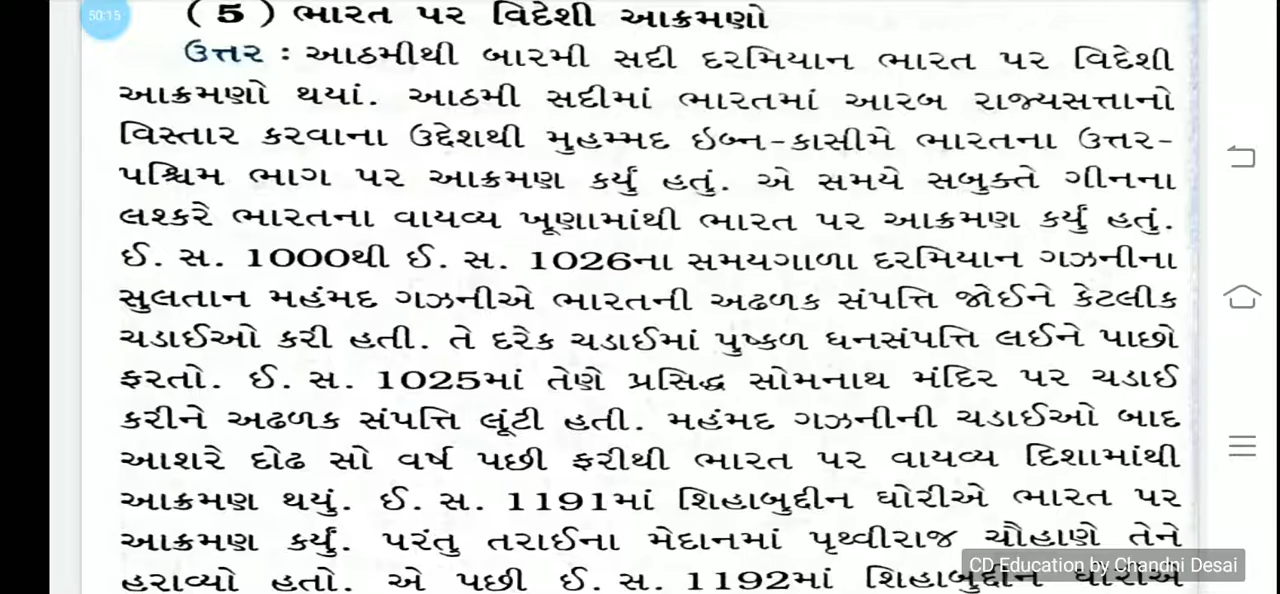 50:15
( 5 ) ભારત પર વિદેશી આક્રમણો
ઉત્તર : આઠમીથી બારમી સદી દરમિયાન ભારત પર વિદેશી
આક્રમણો થયાં. આઠમી સદીમાં ભારતમાં આરબ રાજ્યસત્તાનો
વિસ્તાર કરવાના ઉદ્દેશથી મુહમ્મદ ઇબ્ન-કાસીમે ભારતના ઉત્તર-
પશ્ચિમ ભાગ પર આક્રમણ કર્યું હતું. એ સમયે સબુક્તે ગીનના
લશ્કરે ભારતના વાયવ્ય ખૂણામાંથી ભારત પર આક્રમણ કર્યું હતું.
ઈ. સ. 1000થી ઈ. સ. 1026ના સમયગાળા દરમિયાન ગઝનીના
સુલતાન મહંમદ ગઝનીએ ભારતની અઢળક સંપત્તિ જોઈને કેટલીક
ચડાઈઓ કરી હતી. તે દરેક ચડાઈમાં પુષ્કળ ધનસંપત્તિ લઈને પાછો
ફરતો. ઈ. સ. 1025માં તેણે પ્રસિદ્ધ સોમનાથ મંદિર પર ચડાઈ
કરીને અઢળક સંપત્તિ લૂંટી હતી. મહંમદ ગઝનીની ચડાઈઓ બાદ
આશરે દોઢ સો વર્ષ પછી ફરીથી ભારત પર વાયવ્ય દિશામાંથી
આક્રમણ થયું. ઈ. સ. 1191માં શિહાબુદ્દીન ઘોરીએ ભારત પર
આક્રમણ કર્યું. પરંતુ તરાઈના મેદાનમાં પૃથ્વીરાજ ચૌહાણે તેને
હરાવ્યો હતો. એ પછી ઈ. સ. 1192માં શિહાબુદ્દીન ઘોરીએ
CD Education by Chandni Desai